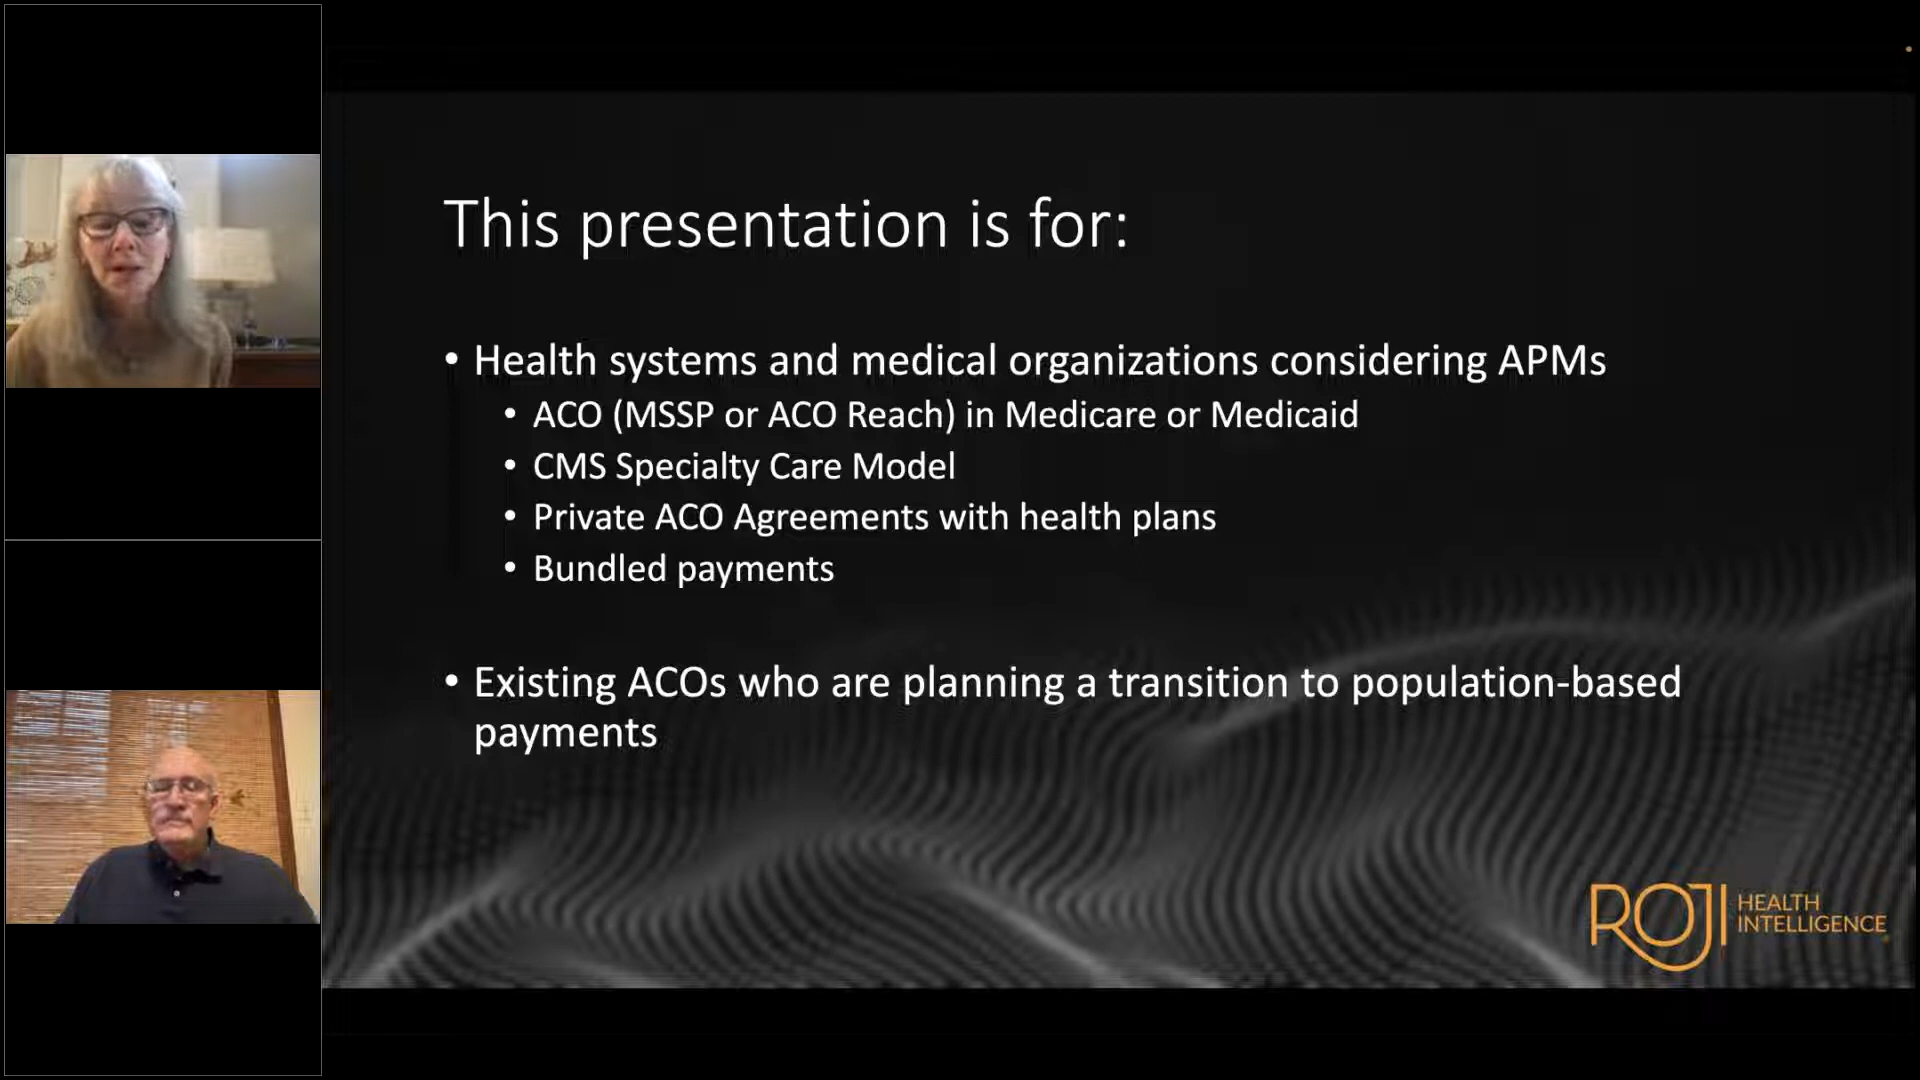 This presentation is for:
• Health systems and medical organizations considering APMs
• ACO (MSSP or ACO Reach) in Medicare or Medicaid
• CMS Specialty Care Model
• Private ACO Agreements with health plans
• Bundled payments
• Existing ACOs who are planning a transition to population-based
payments
ROJI
HEALTH
INTELLIGENCE